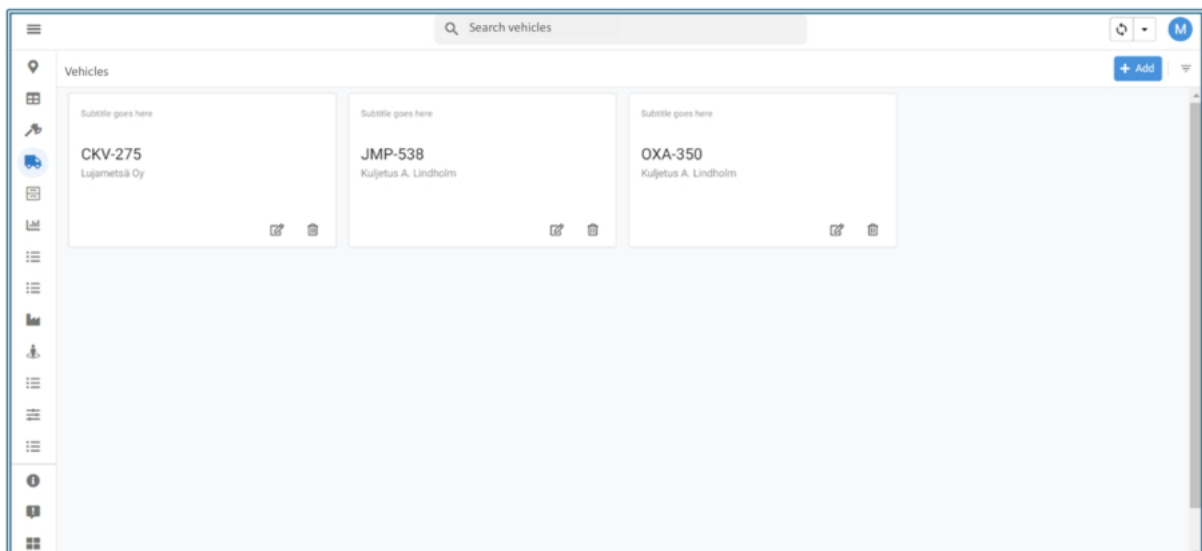 Search vehicles
M
Vehicles
+ Add
Subtitle goes here
CKV-275
Lujametsä Oy
Subtitle goes here
JMP-538
Kuljetus A. Lindholm
Subtitle goes here
OXA-350
Kuljetus A. Lindholm